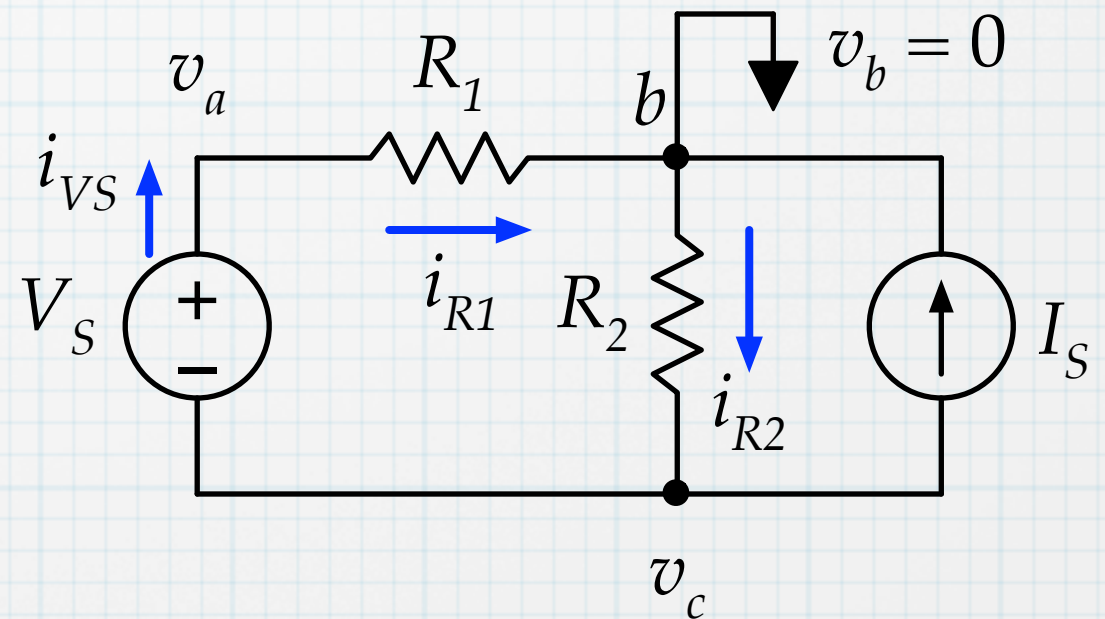 v_a
R_1
b
v_b = 0
i_VS
i_R1
V_S
+
−
R_2
i_R2
I_S
v_c